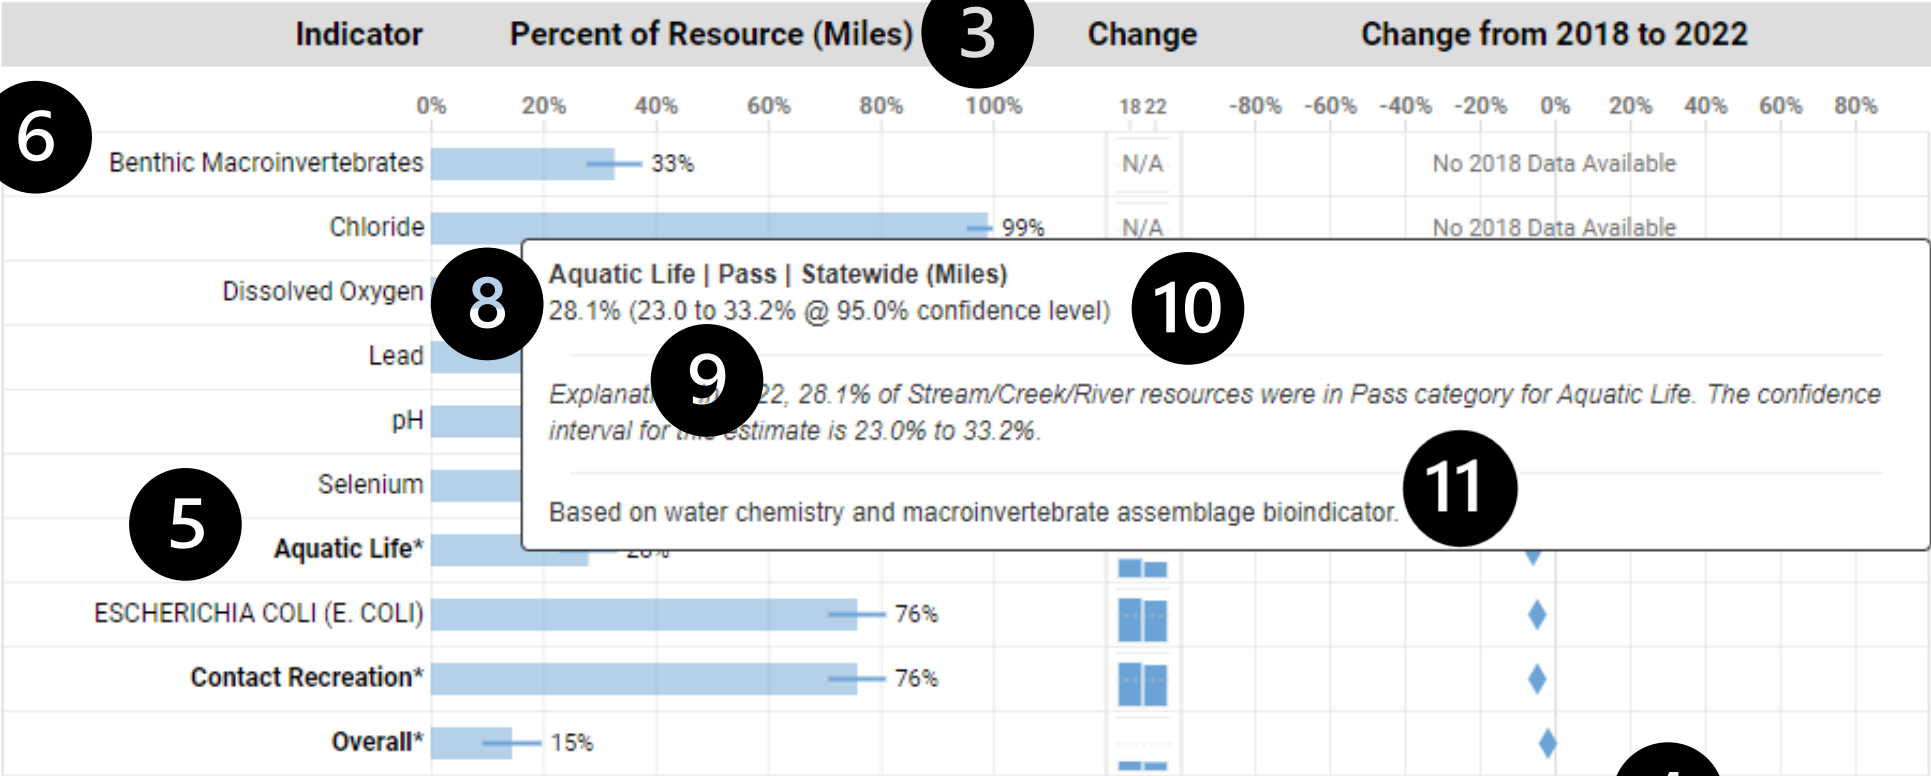 Indicator Percent of Resource (Miles) 3 Change Change from 2018 to 2022
0% 20% 40% 60% 80% 100% 18 22 -80% -60% -40% -20% 0% 20% 40% 60% 80%
6
Benthic Macroinvertebrates 33% N/A No 2018 Data Available
Chloride 99% N/A No 2018 Data Available
Dissolved Oxygen 8
Aquatic Life | Pass | Statewide (Miles)
28.1% (23.0 to 33.2% @ 95.0% confidence level) 10
Lead
9
22, 28.1% of Stream/Creek/River resources were in Pass category for Aquatic Life. The confidence
interval for this estimate is 23.0% to 33.2%.
pH
Selenium
11
Based on water chemistry and macroinvertebrate assemblage bioindicator.
5
Aquatic Life*
ESCHERICHIA COLI (E. COLI) 76%
Contact Recreation* 76%
Overall* 15%